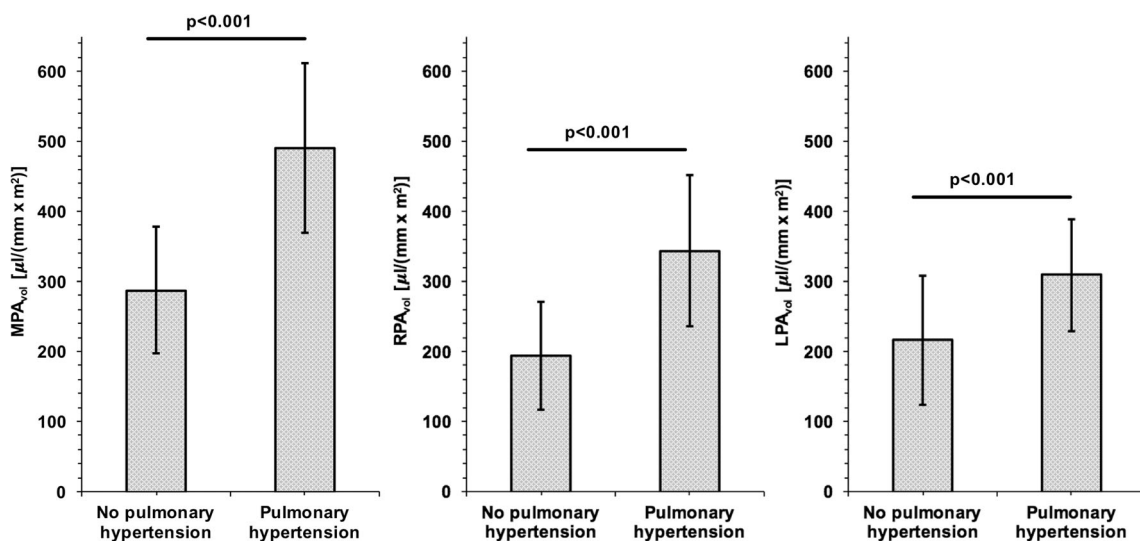 p<0.001
600
500
400
300
200
100
0
MPAvol [μl/(mm x m²)]
No pulmonary
hypertension
Pulmonary
hypertension
p<0.001
600
500
400
300
200
100
0
RPAvol [μl/(mm x m²)]
No pulmonary
hypertension
Pulmonary
hypertension
p<0.001
600
500
400
300
200
100
0
LPAvol [μl/(mm x m²)]
No pulmonary
hypertension
Pulmonary
hypertension